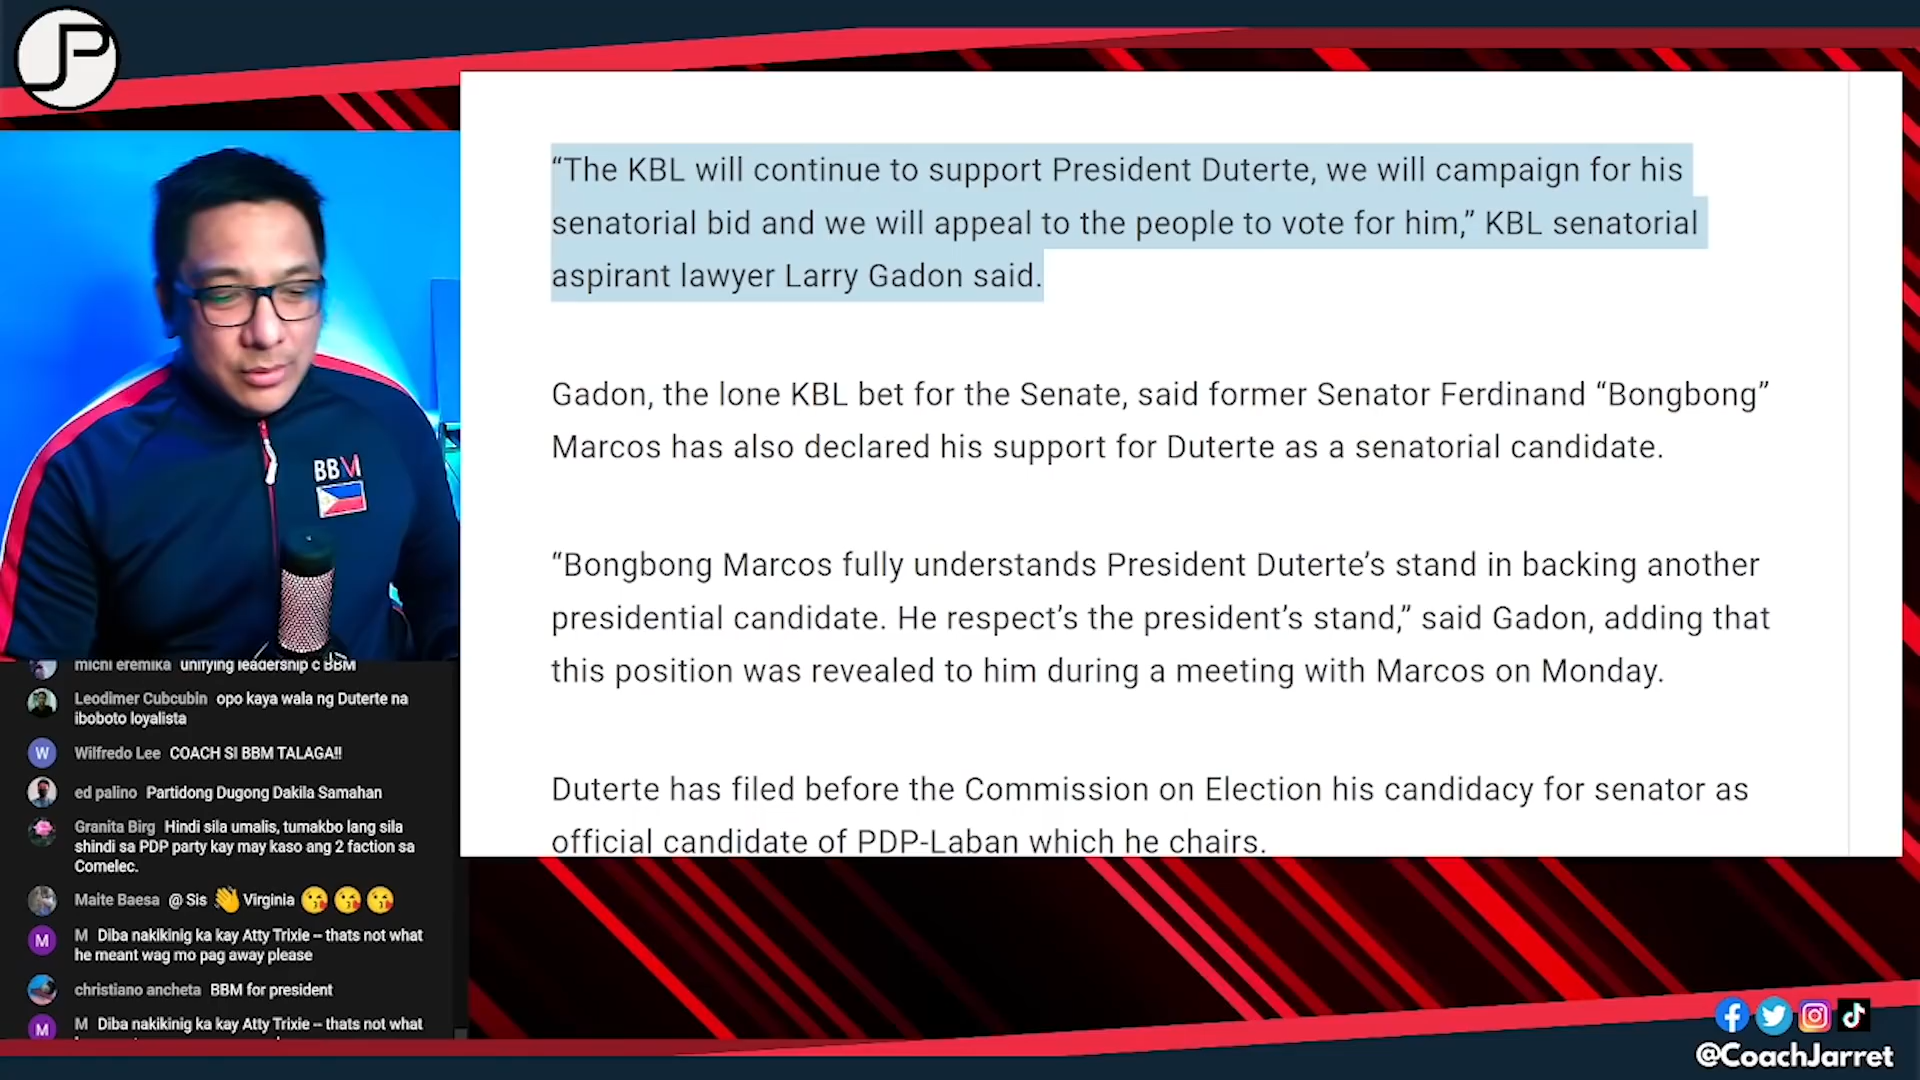 JP
“The KBL will continue to support President Duterte, we will campaign for his
senatorial bid and we will appeal to the people to vote for him,” KBL senatorial
aspirant lawyer Larry Gadon said.
Gadon, the lone KBL bet for the Senate, said former Senator Ferdinand “Bongbong”
Marcos has also declared his support for Duterte as a senatorial candidate.
“Bongbong Marcos fully understands President Duterte’s stand in backing another
presidential candidate. He respect’s the president’s stand,” said Gadon, adding that
this position was revealed to him during a meeting with Marcos on Monday.
Duterte has filed before the Commission on Election his candidacy for senator as
official candidate of PDP-Laban which he chairs.
BBM
michi eremika unifying leadership c BBM
Leodimer Cubcubin opo kaya wala ng Duterte na
iboboto loyalista
W Wilfredo Lee COACH SI BBM TALAGA!!
ed palino Partidong Dugong Dakila Samahan
Granita Birg Hindi sila umalis, tumakbo lang sila
shindi sa PDP party kay may kaso ang 2 faction sa
Comelec.
Maite Baesa @ Sis 👋 Virginia 😘 😘 😘
M M Diba nakikinig ka kay Atty Trixie – thats not what
he meant wag mo pag away please
christiano ancheta BBM for president
M M Diba nakikinig ka kay Atty Trixie – thats not what
@CoachJarret